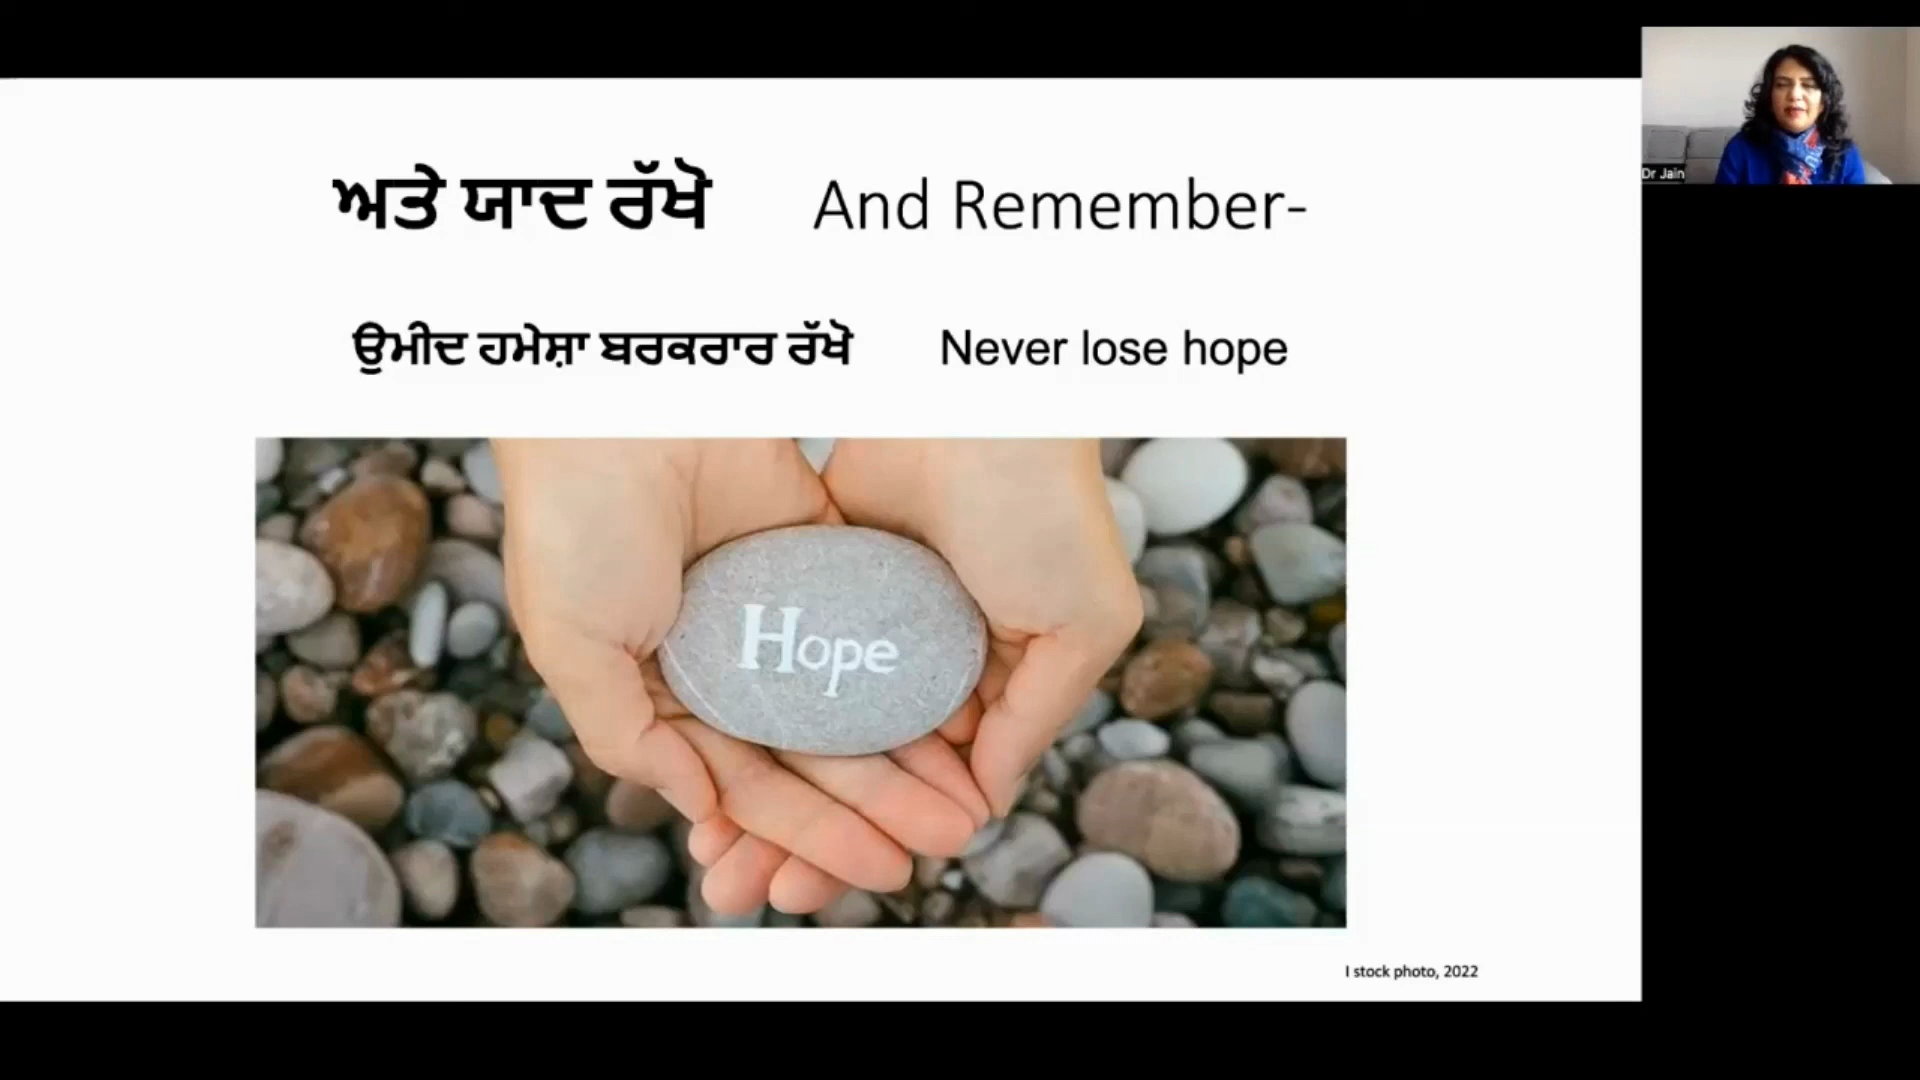 ਅਤੇ ਯਾਦ ਰੱਖੋ And Remember-
ਉਮੀਦ ਹਮੇਸ਼ਾ ਬਰਕਰਾਰ ਰੱਖੋ Never lose hope
Hope
I stock photo, 2022
Dr Jain